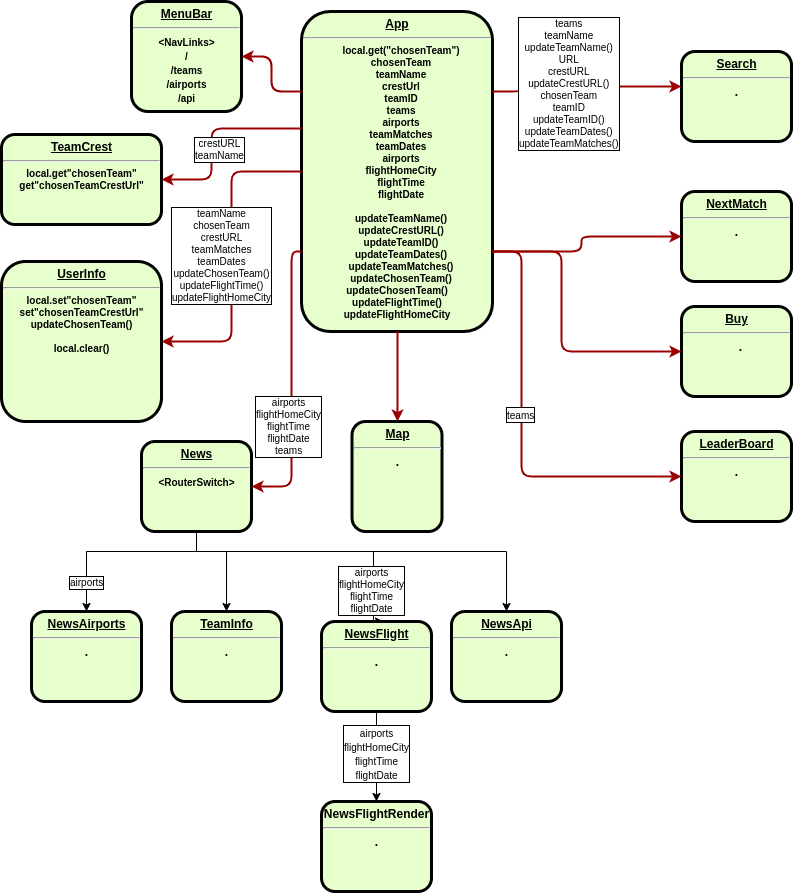 MenuBar
<NavLinks>
/
/teams
/airports
/api
App
local.get("chosenTeam")
chosenTeam
teamName
crestUrl
teamID
teams
airports
teamMatches
teamDates
airports
flightHomeCity
flightTime
flightDate
updateTeamName()
updateCrestURL()
updateTeamID()
updateTeamDates()
updateTeamMatches()
updateChosenTeam()
updateChosenTeam()
updateFlightTime()
updateFlightHomeCity
teams
teamName
updateTeamName()
URL
crestURL
updateCrestURL()
chosenTeam
teamID
updateTeamID()
updateTeamDates()
updateTeamMatches()
Search
.
TeamCrest
local.get"chosenTeam"
get"chosenTeamCrestUrl"
crestURL
teamName
NextMatch
.
teamName
chosenTeam
crestURL
teamMatches
teamDates
updateChosenTeam()
updateFlightTime()
updateFlightHomeCity
UserInfo
local.set"chosenTeam"
set"chosenTeamCrestUrl"
updateChosenTeam()
local.clear()
Buy
.
airports
flightHomeCity
flightTime
flightDate
teams
teams
Map
.
LeaderBoard
.
News
<RouterSwitch>
airports
airports
flightHomeCity
flightTime
flightDate
NewsAirports
.
TeamInfo
.
NewsFlight
.
NewsApi
.
airports
flightHomeCity
flightTime
flightDate
NewsFlightRender
.